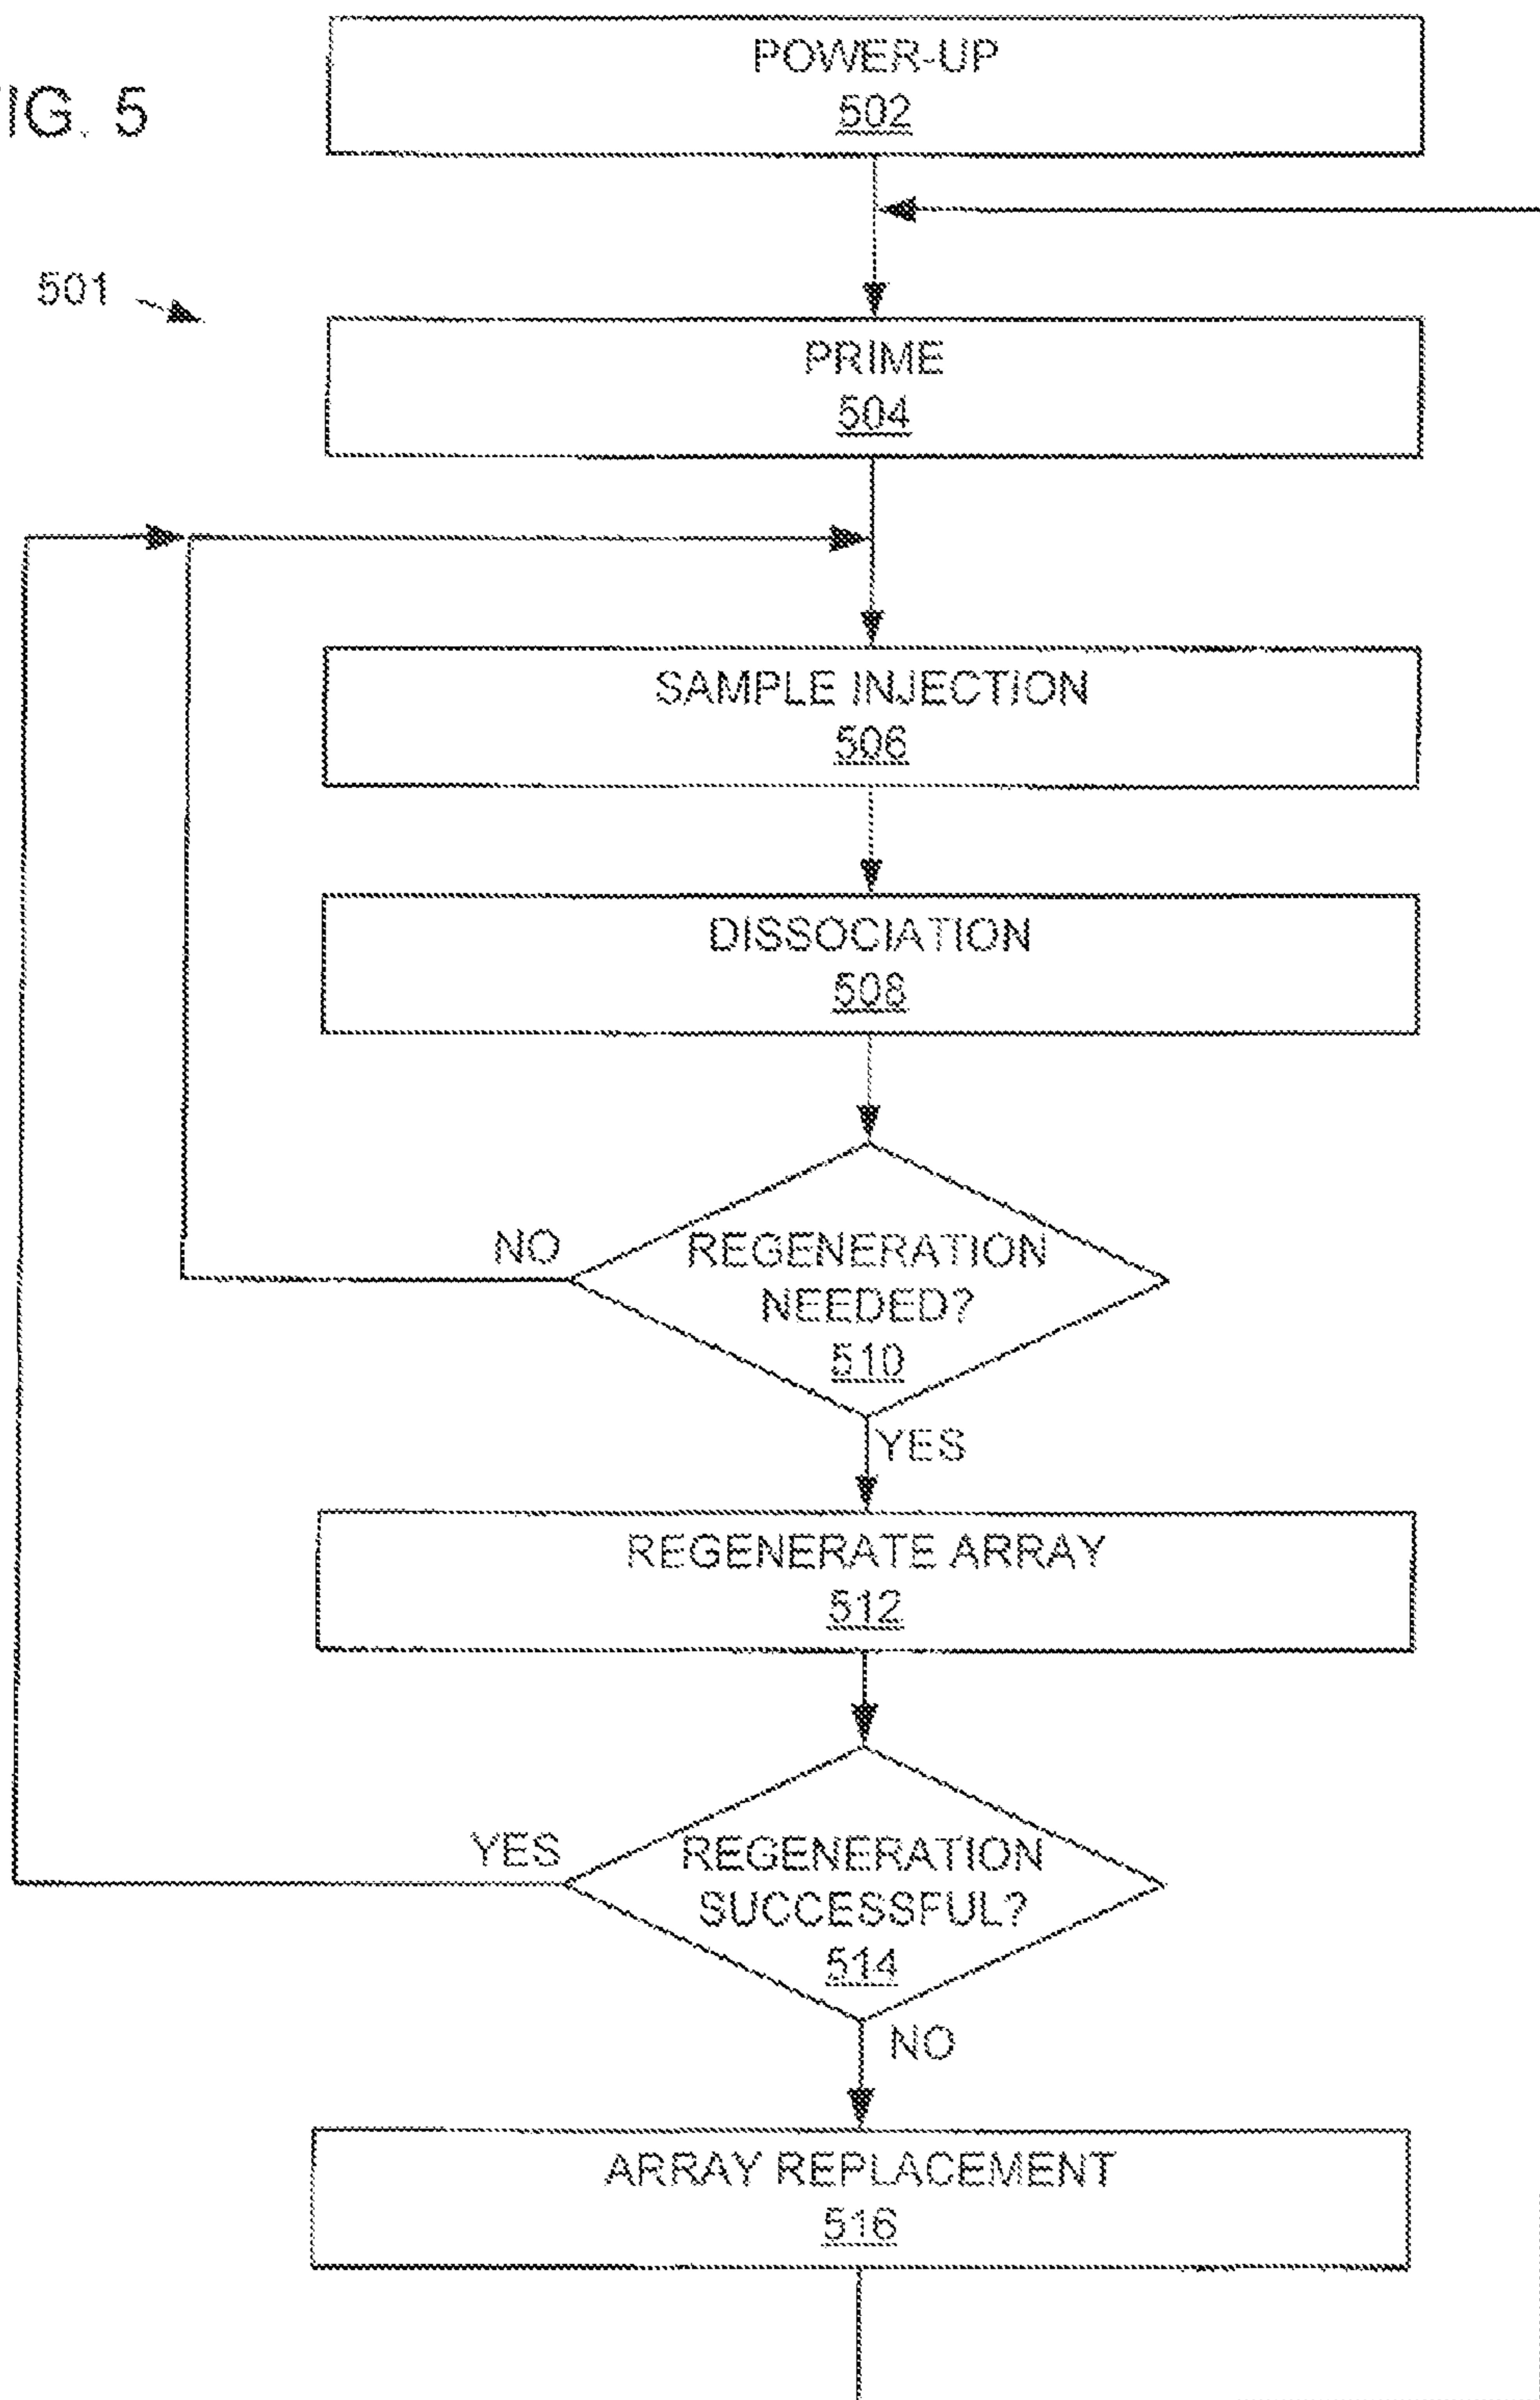 IG. 5
POWER-UP
502
501
PRIME
504
SAMPLE INJECTION
506
DISSOCIATION
508
NO
REGENERATION
NEEDED?
510
YES
REGENERATE ARRAY
512
YES
REGENERATION
SUCCESSFUL?
514
NO
ARRAY REPLACEMENT
516